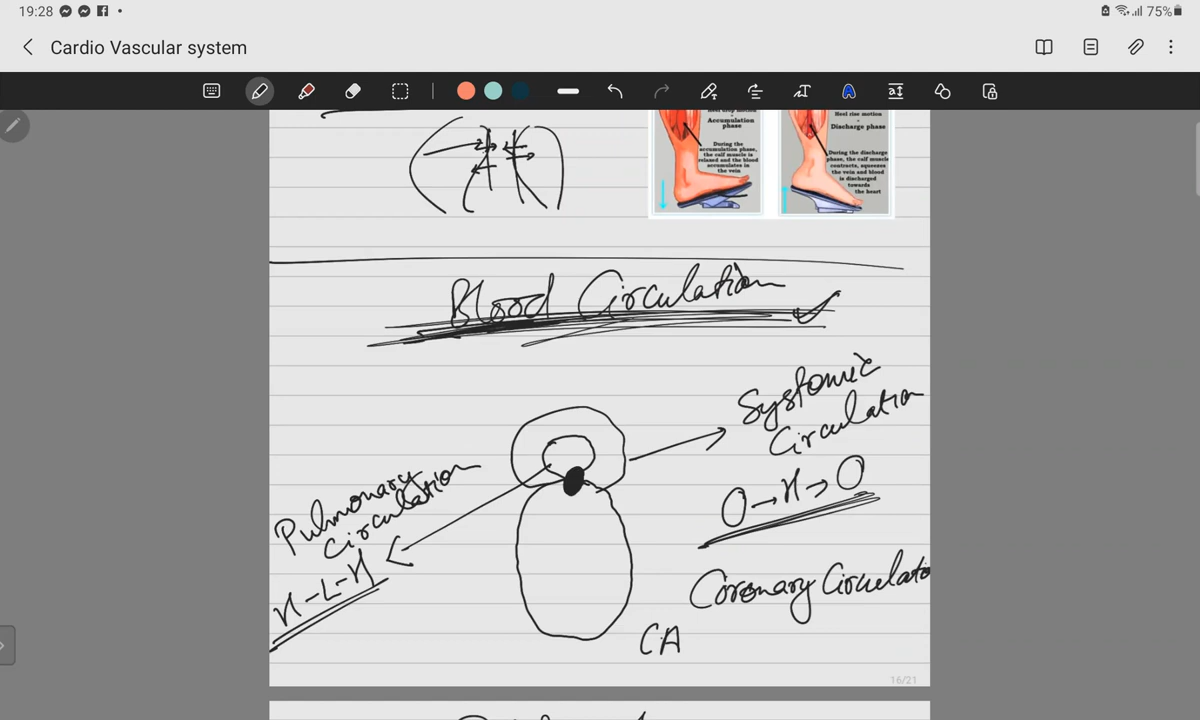 19:28
75%
Cardio Vascular system
Accumulation
phase
During the
accumulation phase,
the calf muscle is
relaxed and the blood
accumulates in
the vein
Heel rise motion
Discharge phase
During the discharge
phase, the calf muscle
contracts, squeezes
the vein and blood
is discharged
towards
the heart
Blood Circulation
Systomic
Circulation
O→H→O
Pulmonary
Circulation
H-L-H
Coronary Circulatio
CA
16/21